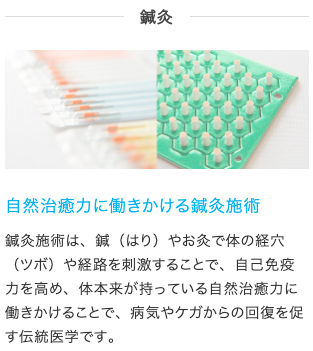 鍼灸
自然治癒力に働きかける鍼灸施術
鍼灸施術は、鍼（はり）やお灸で体の経穴
（ツボ）や経路を刺激することで、自己免疫
力を高め、体本来が持っている自然治癒力に
働きかけることで、病気やケガからの回復を促
す伝統医学です。